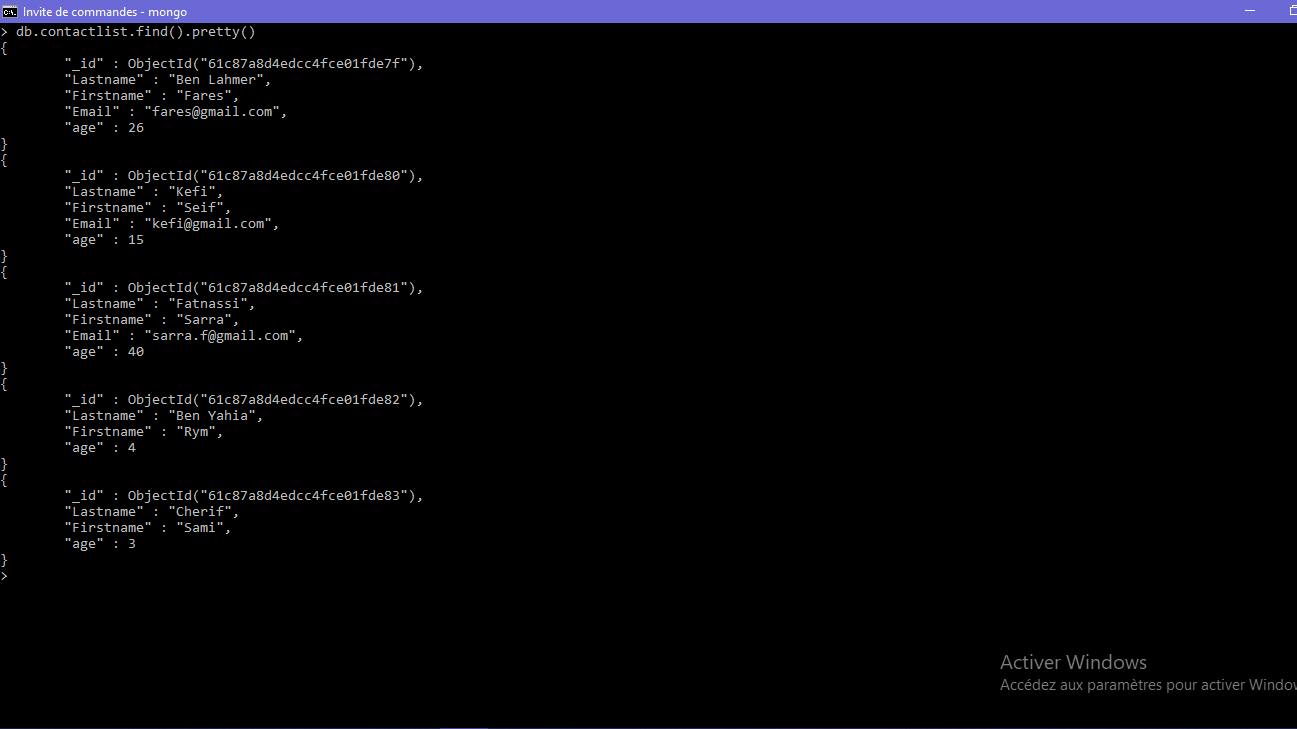 Invite de commandes - mongo
> db.contactlist.find().pretty()
{
        "_id" : ObjectId("61c87a8d4edcc4fce01fde7f"),
        "Lastname" : "Ben Lahmer",
        "Firstname" : "Fares",
        "Email" : "fares@gmail.com",
        "age" : 26
}
{
        "_id" : ObjectId("61c87a8d4edcc4fce01fde80"),
        "Lastname" : "Kefi",
        "Firstname" : "Seif",
        "Email" : "kefi@gmail.com",
        "age" : 15
}
{
        "_id" : ObjectId("61c87a8d4edcc4fce01fde81"),
        "Lastname" : "Fatnassi",
        "Firstname" : "Sarra",
        "Email" : "sarra.f@gmail.com",
        "age" : 40
}
{
        "_id" : ObjectId("61c87a8d4edcc4fce01fde82"),
        "Lastname" : "Ben Yahia",
        "Firstname" : "Rym",
        "age" : 4
}
{
        "_id" : ObjectId("61c87a8d4edcc4fce01fde83"),
        "Lastname" : "Cherif",
        "Firstname" : "Sami",
        "age" : 3
}
>
Activer Windows
Accédez aux paramètres pour activer